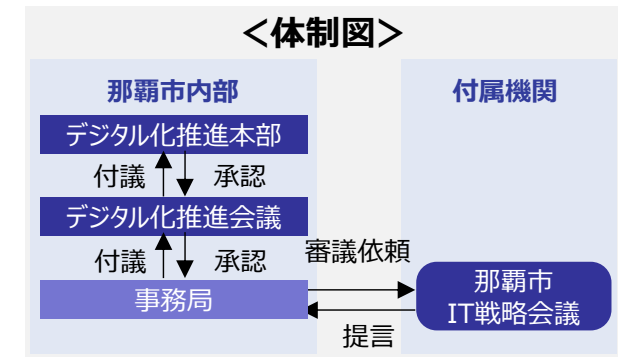 ＜体制図＞
那覇市内部
デジタル化推進本部
付議 承認
デジタル化推進会議
付議 承認
事務局
審議依頼
提言
付属機関
那覇市
IT戦略会議